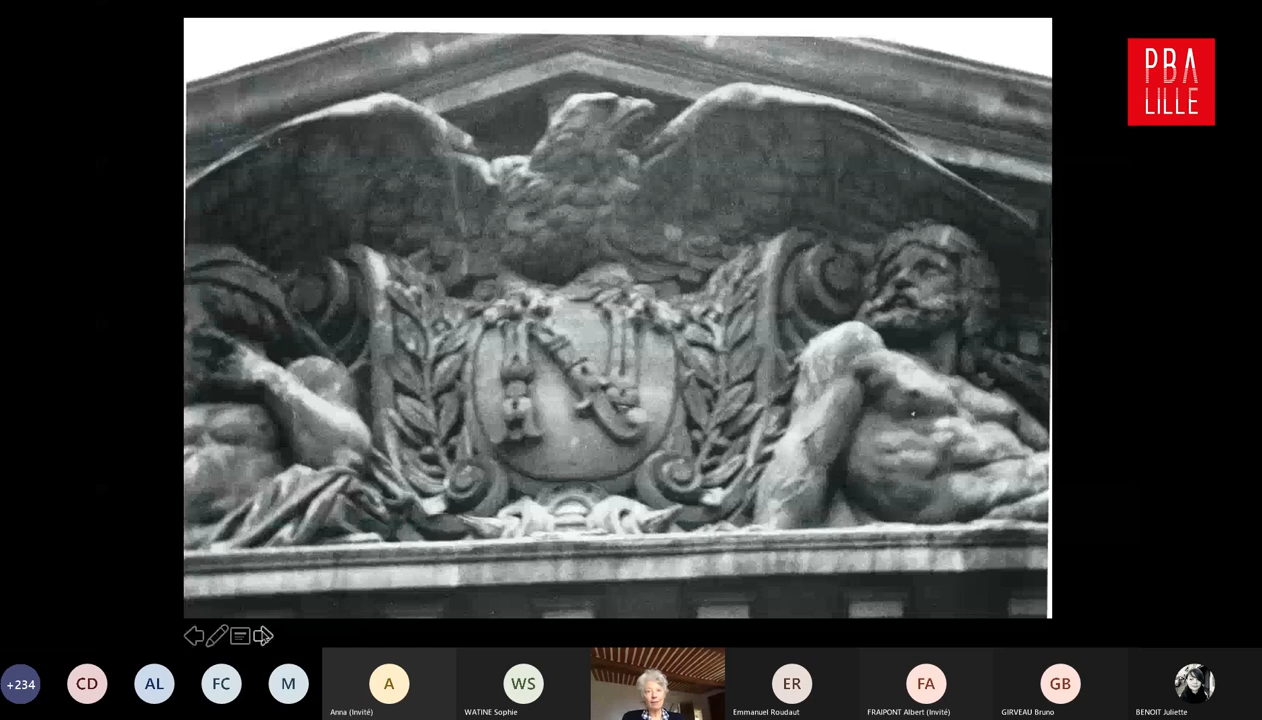 PBA
LILLE
N
+234
CD
AL
FC
M
A
WS
ER
FA
GB
Anna (Invité)
WATINE Sophie
Emmanuel Roudaut
FRAIPONT Albert (Invité)
GIRVEAU Bruno
BENOIT Juliette